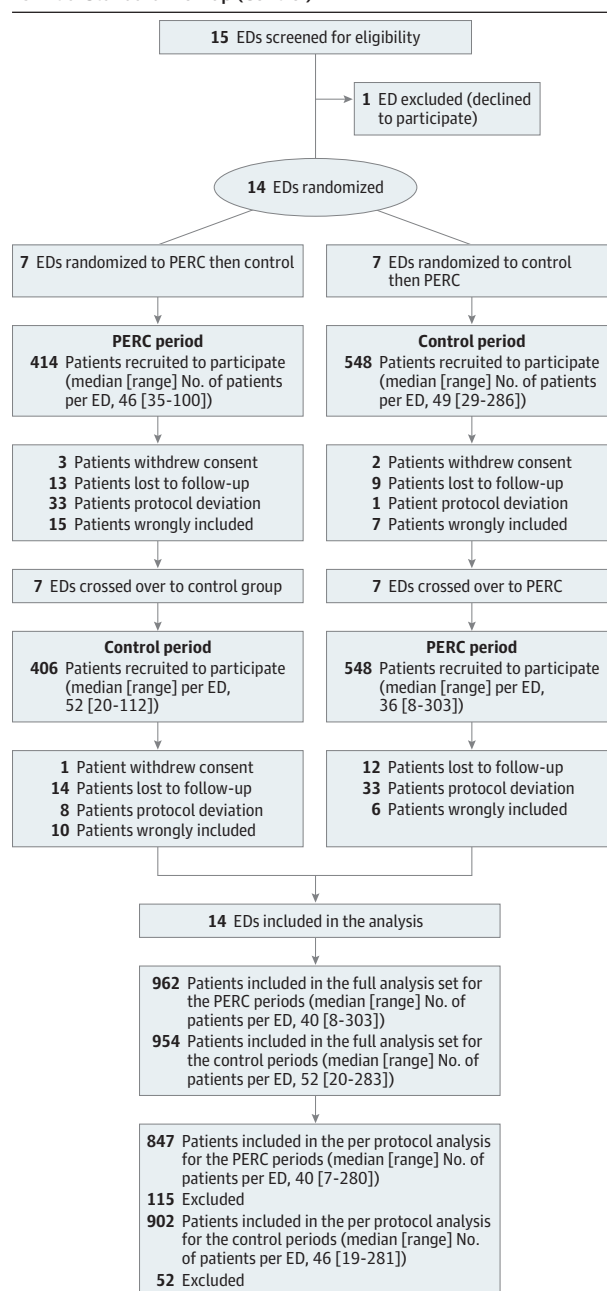 15 EDs screened for eligibility
1 ED excluded (declined
to participate)
14 EDs randomized
7 EDs randomized to PERC then control
7 EDs randomized to control
then PERC
PERC period
414 Patients recruited to participate
(median [range] No. of patients
per ED, 46 [35-100])
Control period
548 Patients recruited to participate
(median [range] No. of patients
per ED, 49 [29-286])
3 Patients withdrew consent
13 Patients lost to follow-up
33 Patients protocol deviation
15 Patients wrongly included
2 Patients withdrew consent
9 Patients lost to follow-up
1 Patient protocol deviation
7 Patients wrongly included
7 EDs crossed over to control group
7 EDs crossed over to PERC
Control period
406 Patients recruited to participate
(median [range] per ED,
52 [20-112])
PERC period
548 Patients recruited to participate
(median [range] per ED,
36 [8-303])
1 Patient withdrew consent
14 Patients lost to follow-up
8 Patients protocol deviation
10 Patients wrongly included
12 Patients lost to follow-up
33 Patients protocol deviation
6 Patients wrongly included
14 EDs included in the analysis
962 Patients included in the full analysis set for
the PERC periods (median [range] No. of
patients per ED, 40 [8-303])
954 Patients included in the full analysis set for
the control periods (median [range] No. of
patients per ED, 52 [20-283])
847 Patients included in the per protocol analysis
for the PERC periods (median [range] No. of
patients per ED, 40 [7-280])
115 Excluded
902 Patients included in the per protocol analysis
for the control periods (median [range] No.
of patients per ED, 46 [19-281])
52 Excluded